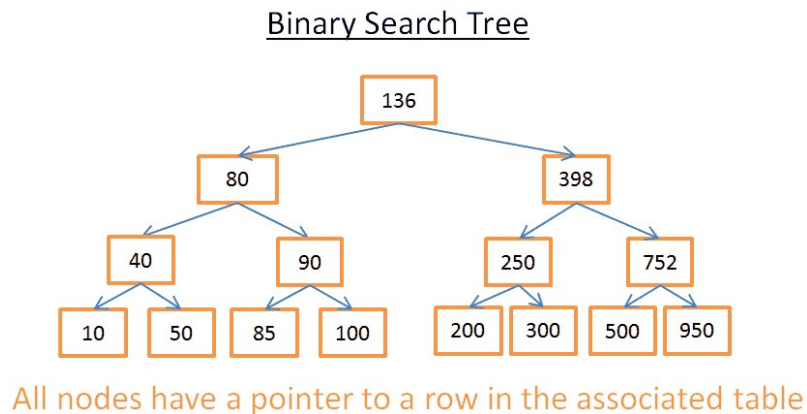 Binary Search Tree
136
80 398
40 90 250 752
10 50 85 100 200 300 500 950
All nodes have a pointer to a row in the associated table